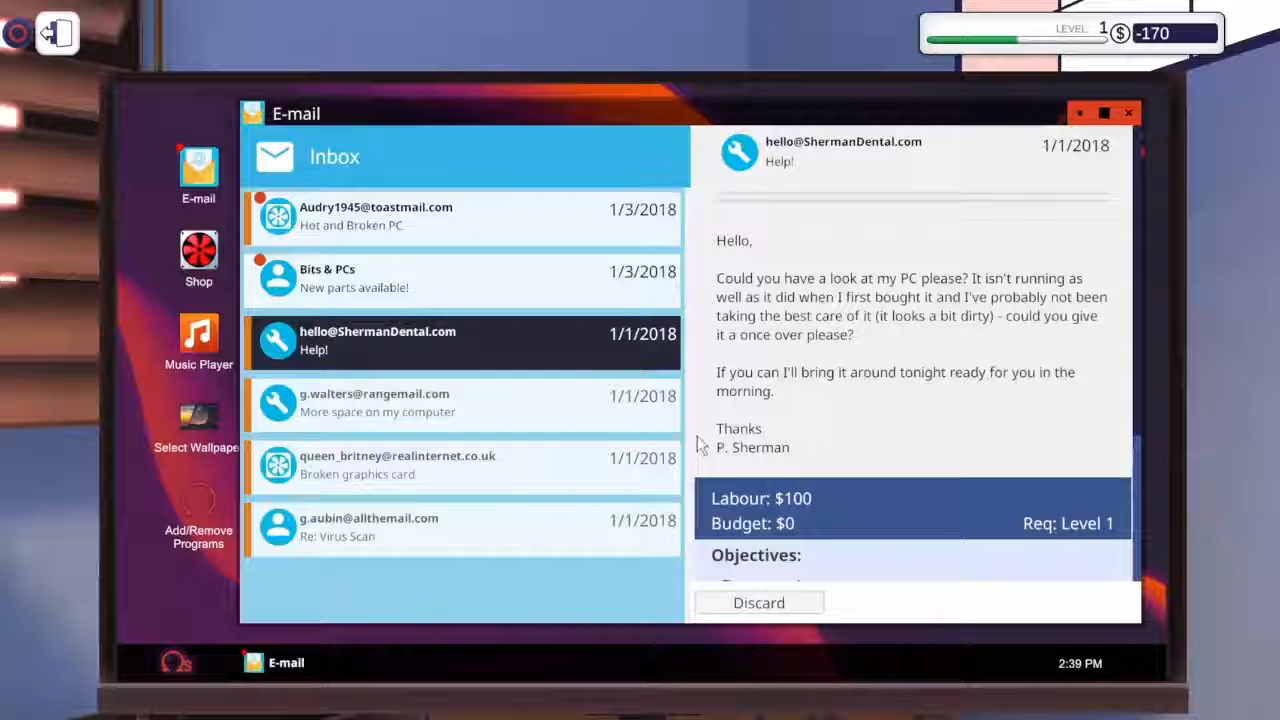 LEVEL: 1 $ -170
E-mail
E-mail
Shop
Music Player
Select Wallpape
Add/Remove
Programs
Inbox
Audry1945@toastmail.com 1/3/2018
Hot and Broken PC
Bits & PCs 1/3/2018
New parts available!
hello@ShermanDental.com 1/1/2018
Help!
g.walters@rangemail.com 1/1/2018
More space on my computer
queen_britney@realinternet.co.uk 1/1/2018
Broken graphics card
g.aubin@allthemail.com 1/1/2018
Re: Virus Scan
hello@ShermanDental.com 1/1/2018
Help!
Hello,
Could you have a look at my PC please? It isn't running as
well as it did when I first bought it and I've probably not been
taking the best care of it (it looks a bit dirty) - could you give
it a once over please?
If you can I'll bring it around tonight ready for you in the
morning.
Thanks
P. Sherman
Labour: $100
Budget: $0 Req: Level 1
Objectives:
Discard
E-mail
2:39 PM